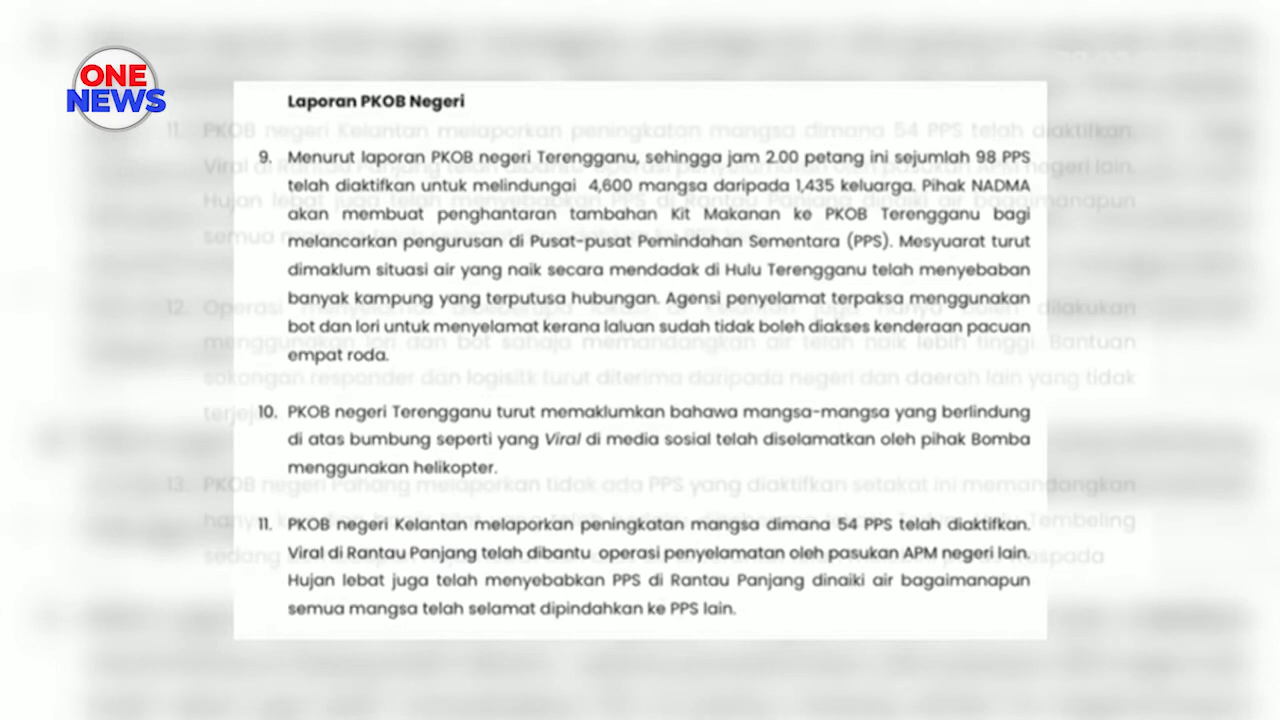 ONE
NEWS
Laporan PKOB Negeri
9. Menurut laporan PKOB negeri Terengganu, sehingga jam 2.00 petang ini sejumlah 98 PPS
telah diaktifkan untuk melindungai 4,600 mangsa daripada 1,435 keluarga. Pihak NADMA
akan membuat penghantaran tambahan Kit Makanan ke PKOB Terengganu bagi
melancarkan pengurusan di Pusat-pusat Pemindahan Sementara (PPS). Mesyuarat turut
dimaklum situasi air yang naik secara mendadak di Hulu Terengganu telah menyebaban
banyak kampung yang terputusa hubungan. Agensi penyelamat terpaksa menggunakan
bot dan lori untuk menyelamat kerana laluan sudah tidak boleh diakses kenderaan pacuan
empat roda.
10. PKOB negeri Terengganu turut memaklumkan bahawa mangsa-mangsa yang berlindung
di atas bumbung seperti yang Viral di media sosial telah diselamatkan oleh pihak Bomba
menggunakan helikopter.
11. PKOB negeri Kelantan melaporkan peningkatan mangsa dimana 54 PPS telah diaktifkan.
Viral di Rantau Panjang telah dibantu operasi penyelamatan oleh pasukan APM negeri lain.
Hujan lebat juga telah menyebabkan PPS di Rantau Panjang dinaiki air bagaimanapun
semua mangsa telah selamat dipindahkan ke PPS lain.